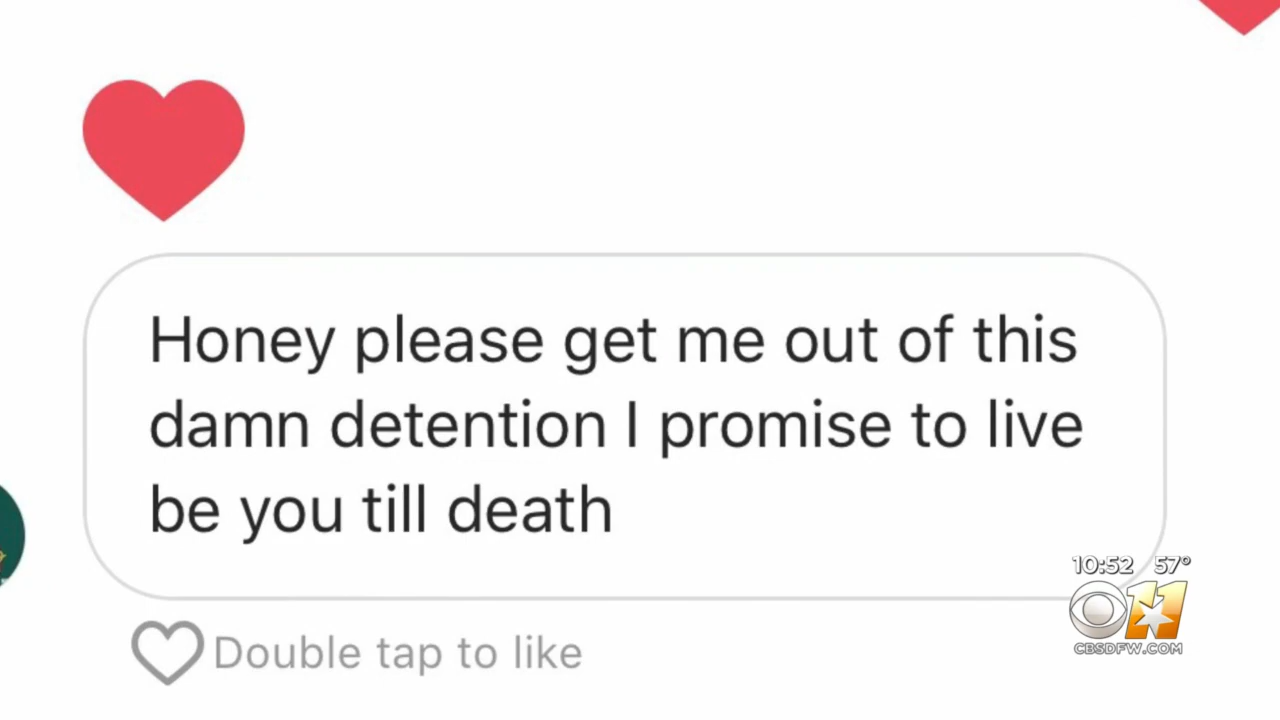 Honey please get me out of this
damn detention I promise to live
be you till death
Double tap to like
10:52 57°
11
CBSDFW.COM